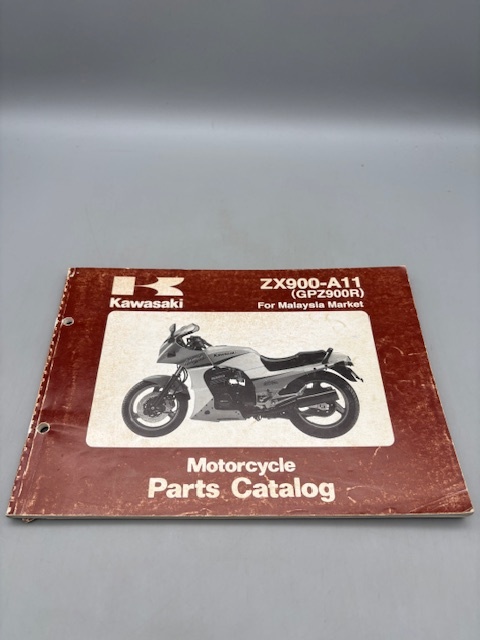 Kawasaki
ZX900-A11
(GPZ900R)
For Malaysia Market
Motorcycle
Parts Catalog